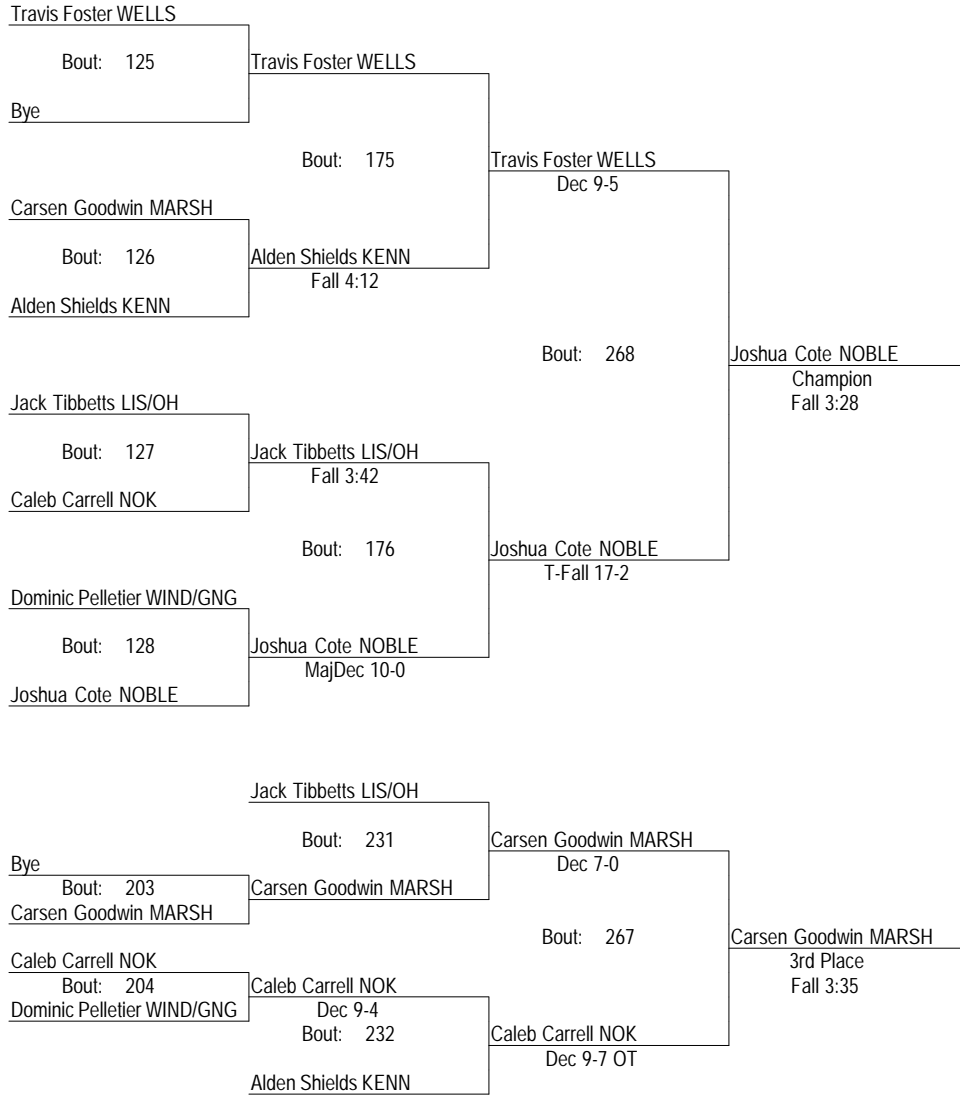 Travis Foster WELLS
Bout: 125
Travis Foster WELLS
Bye
Bout: 175
Travis Foster WELLS
Dec 9-5
Carsen Goodwin MARSH
Bout: 126
Alden Shields KENN
Fall 4:12
Alden Shields KENN
Bout: 268
Joshua Cote NOBLE
Champion
Fall 3:28
Jack Tibbetts LIS/OH
Bout: 127
Jack Tibbetts LIS/OH
Fall 3:42
Caleb Carrell NOK
Bout: 176
Joshua Cote NOBLE
T-Fall 17-2
Dominic Pelletier WIND/GNG
Bout: 128
Joshua Cote NOBLE
MajDec 10-0
Joshua Cote NOBLE
Jack Tibbetts LIS/OH
Bout: 231
Carsen Goodwin MARSH
Dec 7-0
Bye
Bout: 203
Carsen Goodwin MARSH
Carsen Goodwin MARSH
Bout: 267
Carsen Goodwin MARSH
3rd Place
Fall 3:35
Caleb Carrell NOK
Bout: 204
Caleb Carrell NOK
Dec 9-4
Dominic Pelletier WIND/GNG
Bout: 232
Caleb Carrell NOK
Dec 9-7 OT
Alden Shields KENN